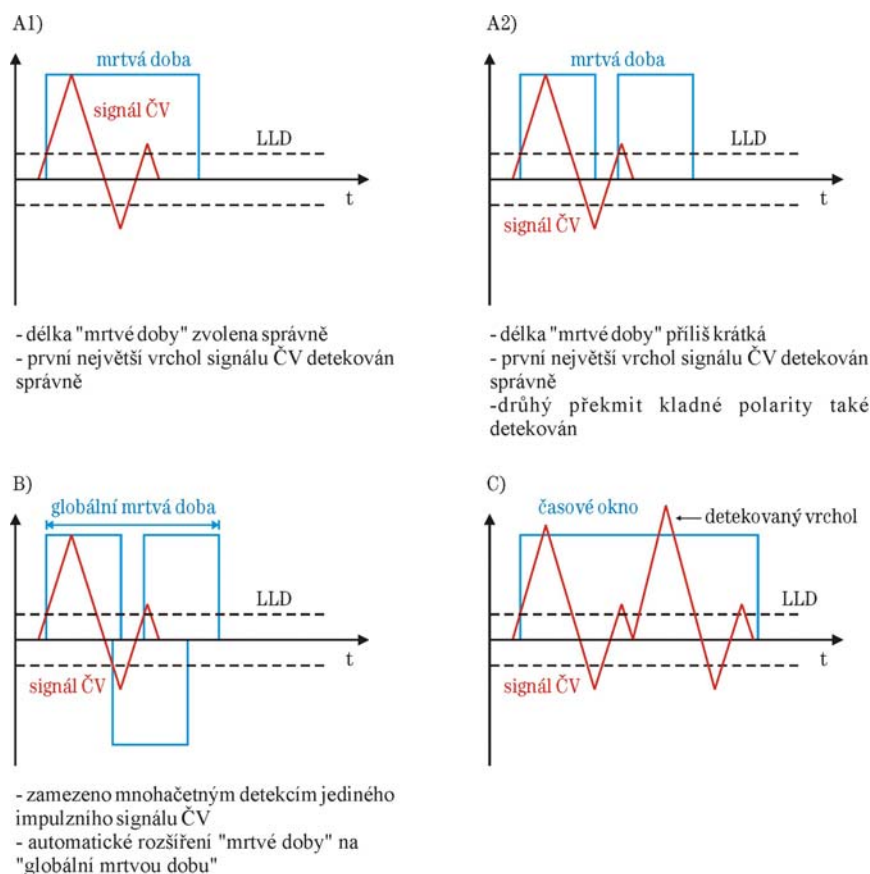 A1)
mrtvá doba
signál ČV
LLD
t
- délka "mrtvé doby" zvolena správně
- první největší vrchol signálu ČV detekován
správně
A2)
mrtvá doba
LLD
t
signál ČV
- délka "mrtvé doby" příliš krátká
- první největší vrchol signálu ČV detekován
správně
-drůhý překmit kladné polarity také
detekován
B)
globální mrtvá doba
LLD
t
signál ČV
- zamezeno mnohačetným detekcím jediného
impulzního signálu ČV
- automatické rozšíření "mrtvé doby" na
"globální mrtvou dobu"
C)
časové okno
detekovaný vrchol
LLD
t
signál ČV